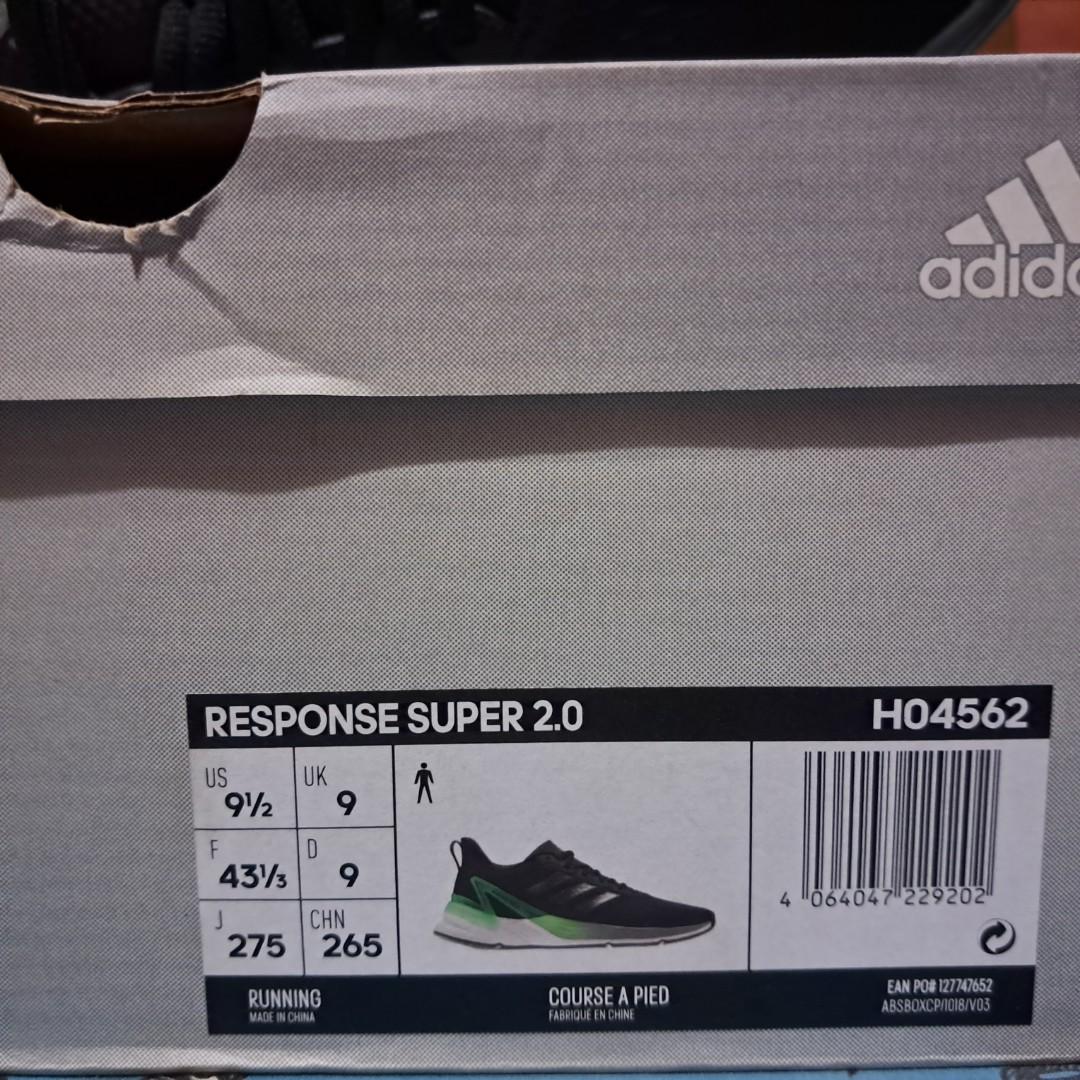 adidas
RESPONSE SUPER 2.0
H04562
US
9½
UK
9
F
43⅓
D
9
J
275
CHN
265
4 064047 229202
RUNNING
MADE IN CHINA
COURSE A PIED
FABRIQUÉ EN CHINE
EAN PO# 127747652
ABSBOXCP/1018/V03